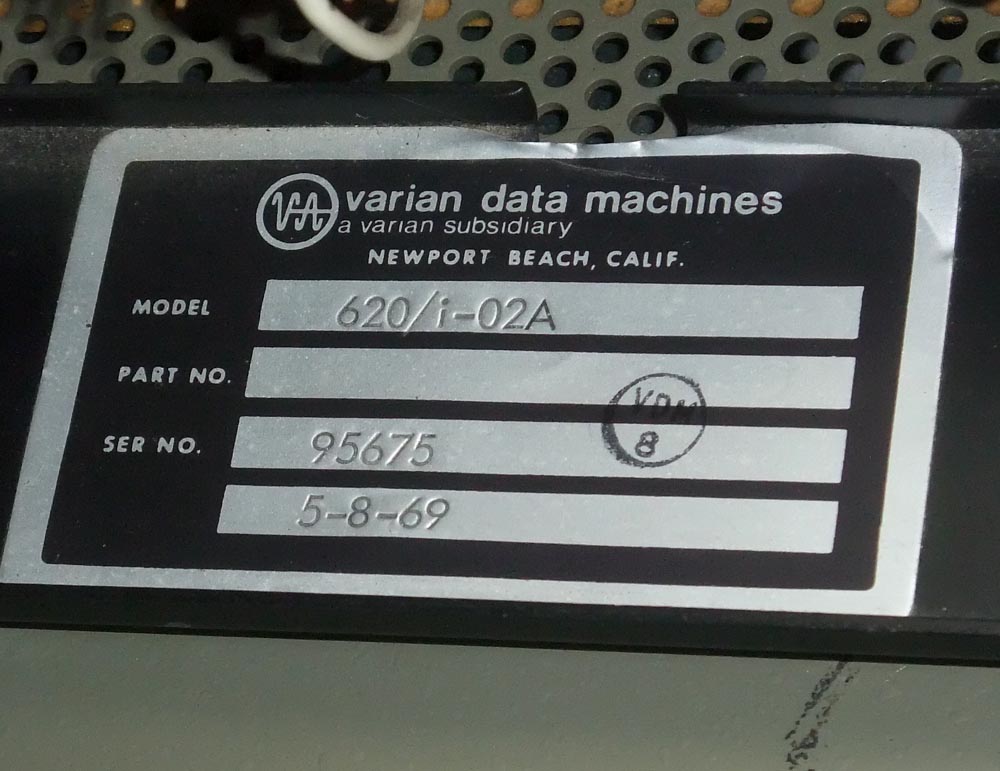 VA varian data machines
a varian subsidiary
NEWPORT BEACH, CALIF.
MODEL 620/i-02A
PART NO.
VDM
8
SER NO. 95675
5-8-69